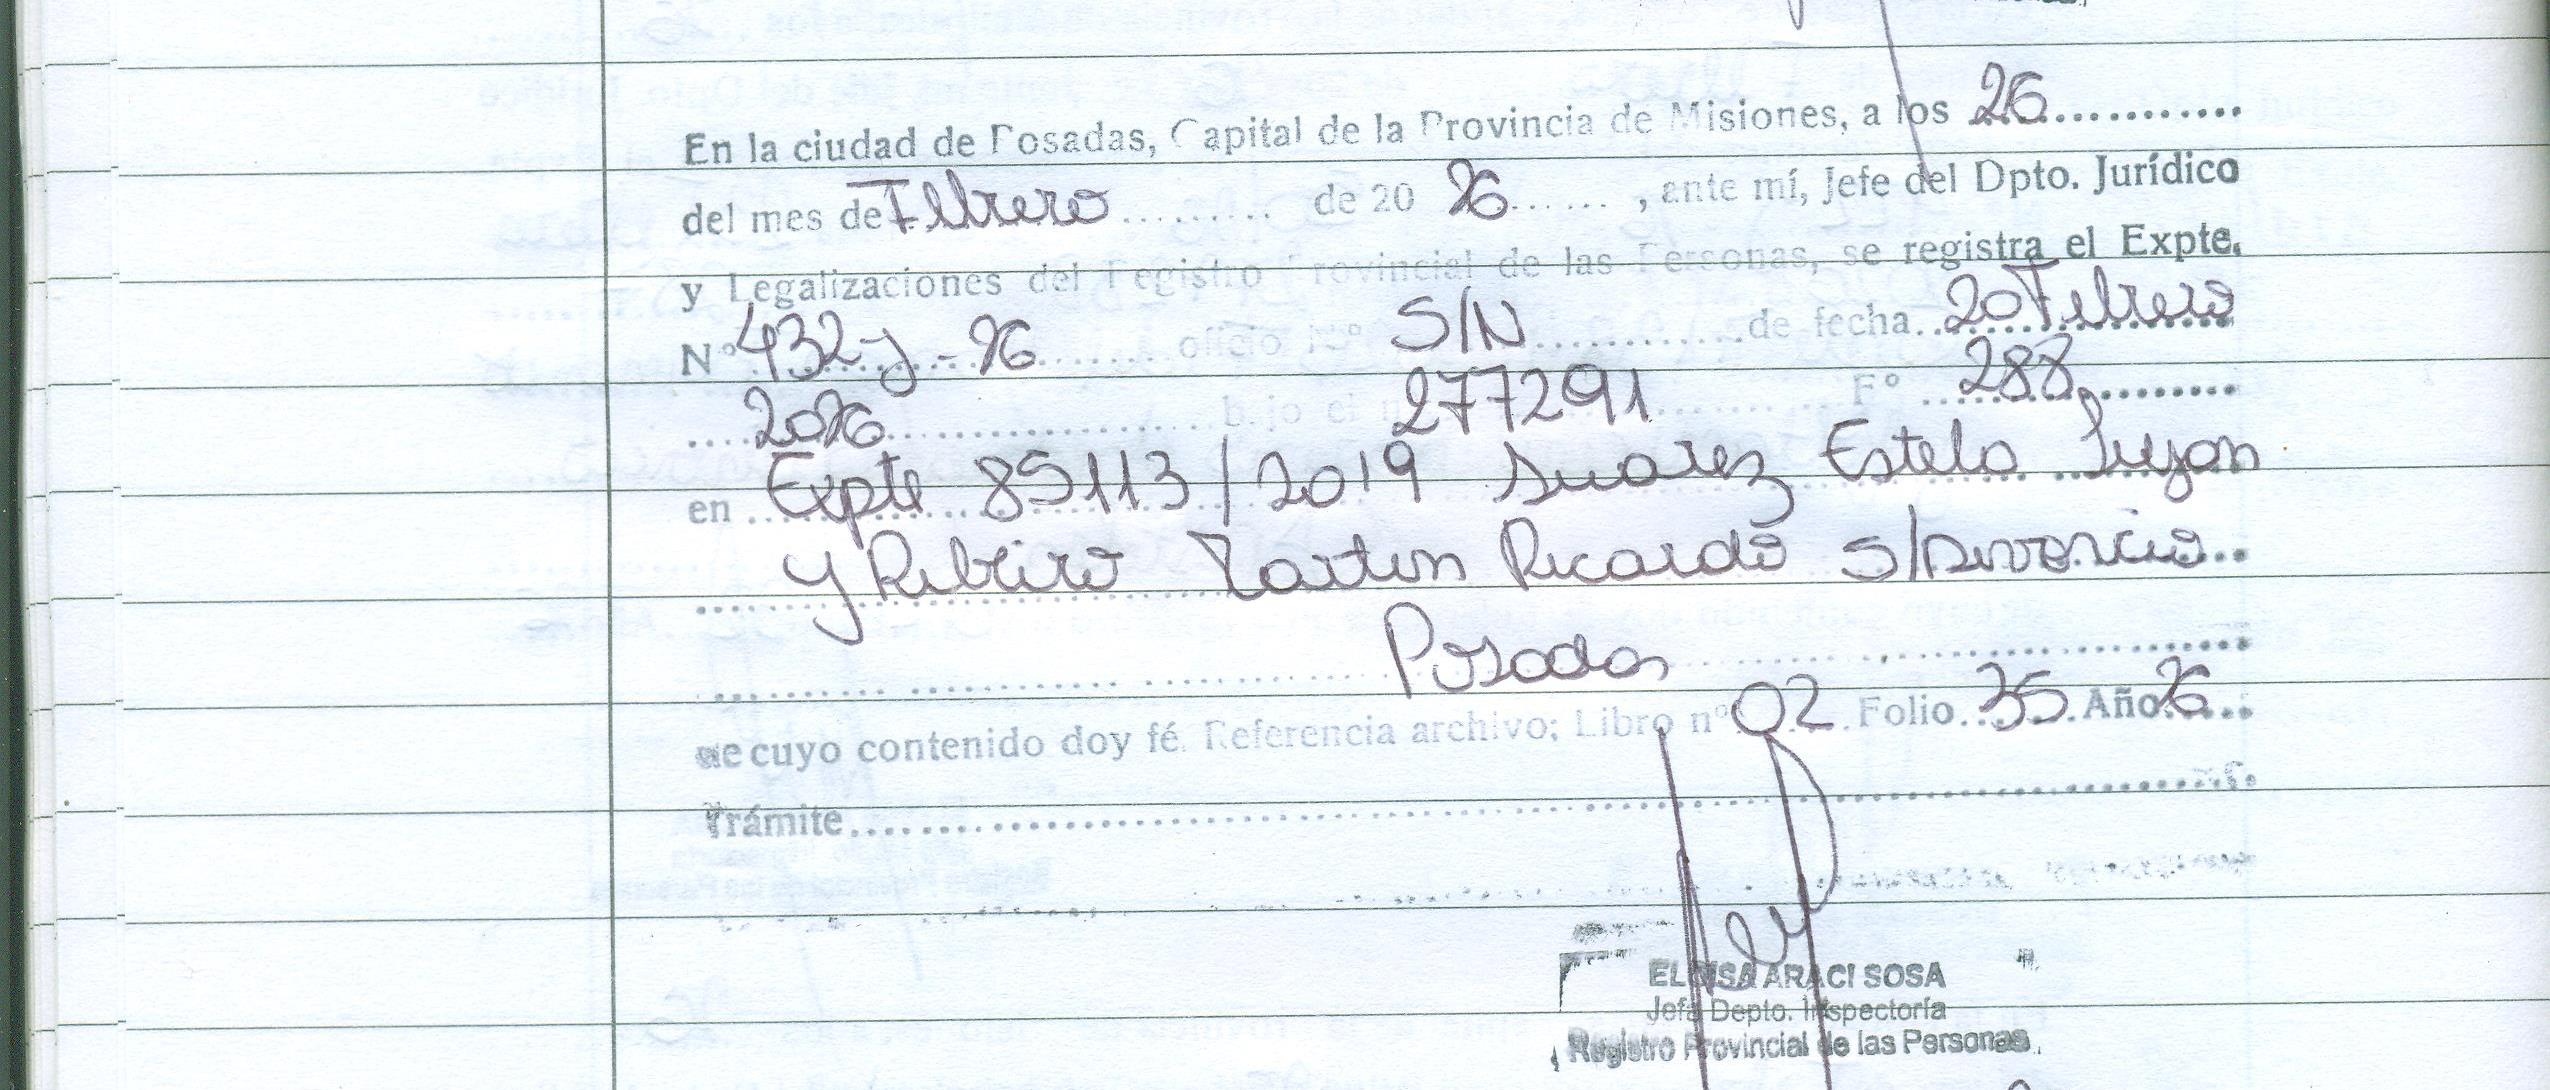 En la ciudad de Posadas, Capital de la Provincia de Misiones, a los 26............
del mes de Febrero......... de 20 26...... , ante mí, Jefe del Dpto. Jurídico
y Legalizaciones del Registro Provincial de las Personas, se registra el Expte.
N° 432-J-26 oficio N° S/N ............de fecha 20 Febrero
2026 bajo el n° 277291 F° 288
en Expte 85113/2019 Suarez Estela Lujan
y Ribeiro Martin Ricardo S/Divorcio
Posadas
de cuyo contenido doy fé. Referencia archivo; Libro n° 02 Folio 35 Año 26
Trámite
ELOISA ARACI SOSA
Jefa Depto. Inspectoría
Registro Provincial de las Personas